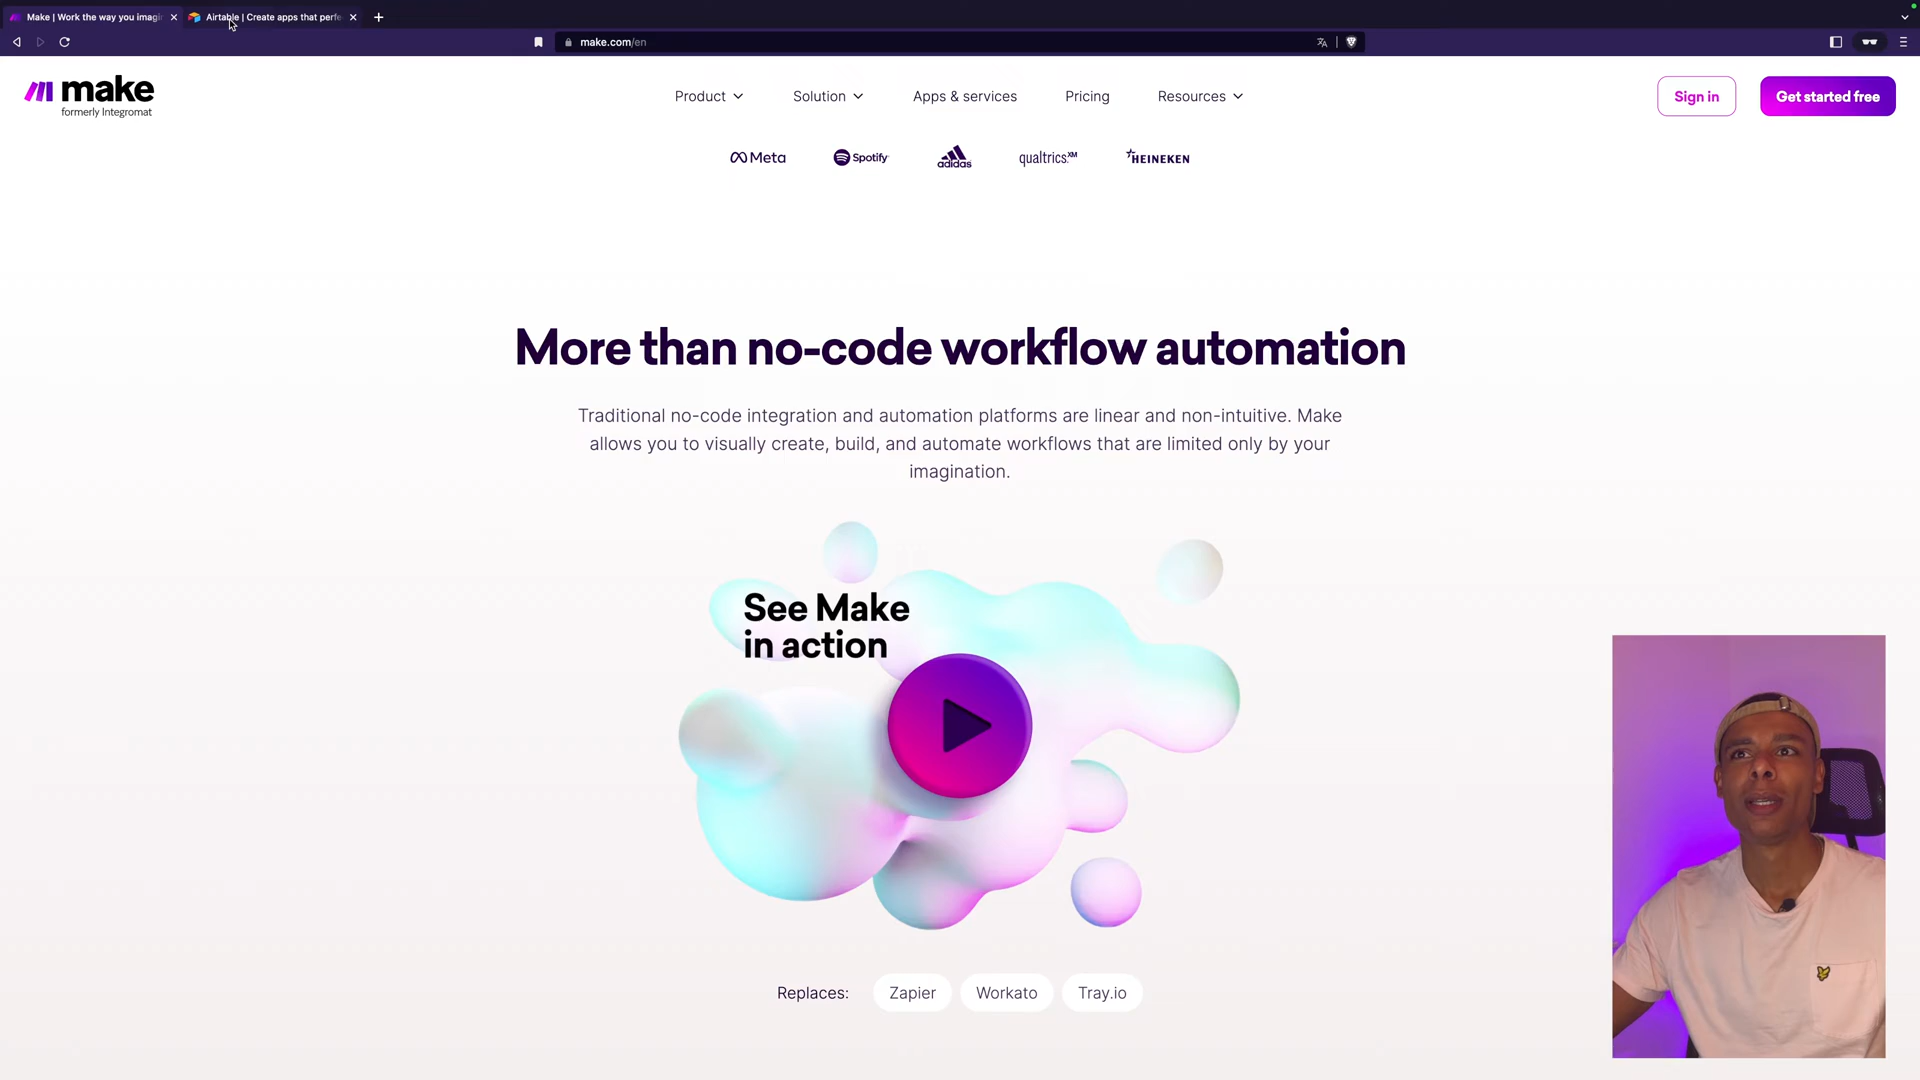 Make | Work the way you imagi
Airtable | Create apps that perfe
make.com/en
make
formerly Integromat
Product
Solution
Apps & services
Pricing
Resources
Sign in
Get started free
Meta
Spotify
adidas
qualtrics.XM
HEINEKEN
More than no-code workflow automation
Traditional no-code integration and automation platforms are linear and non-intuitive. Make
allows you to visually create, build, and automate workflows that are limited only by your
imagination.
See Make
in action
Replaces:
Zapier
Workato
Tray.io